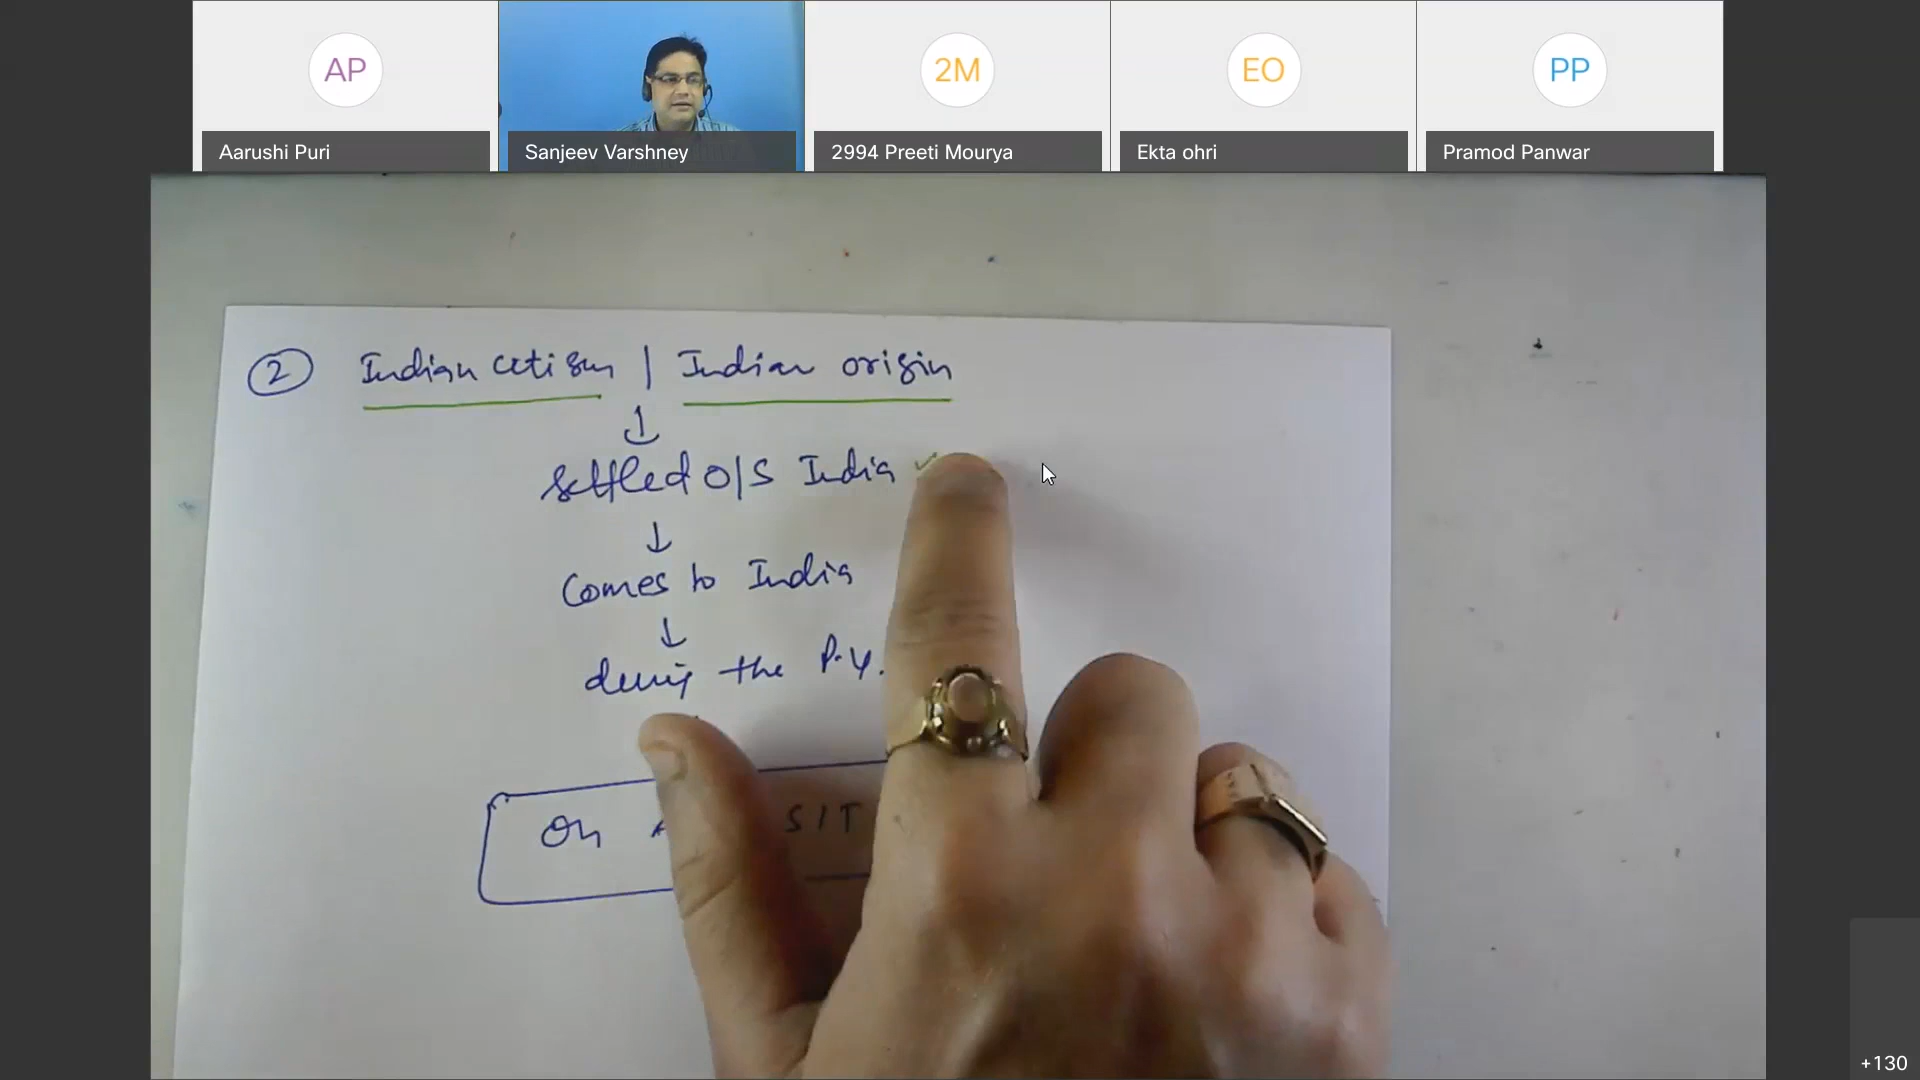 AP
2M
EO
PP
Aarushi Puri
Sanjeev Varshney
2994 Preeti Mourya
Ekta ohri
Pramod Panwar
② Indian citizen | Indian origin
settled O/S India
Comes to India
during the P.Y.
on
SIT
+130